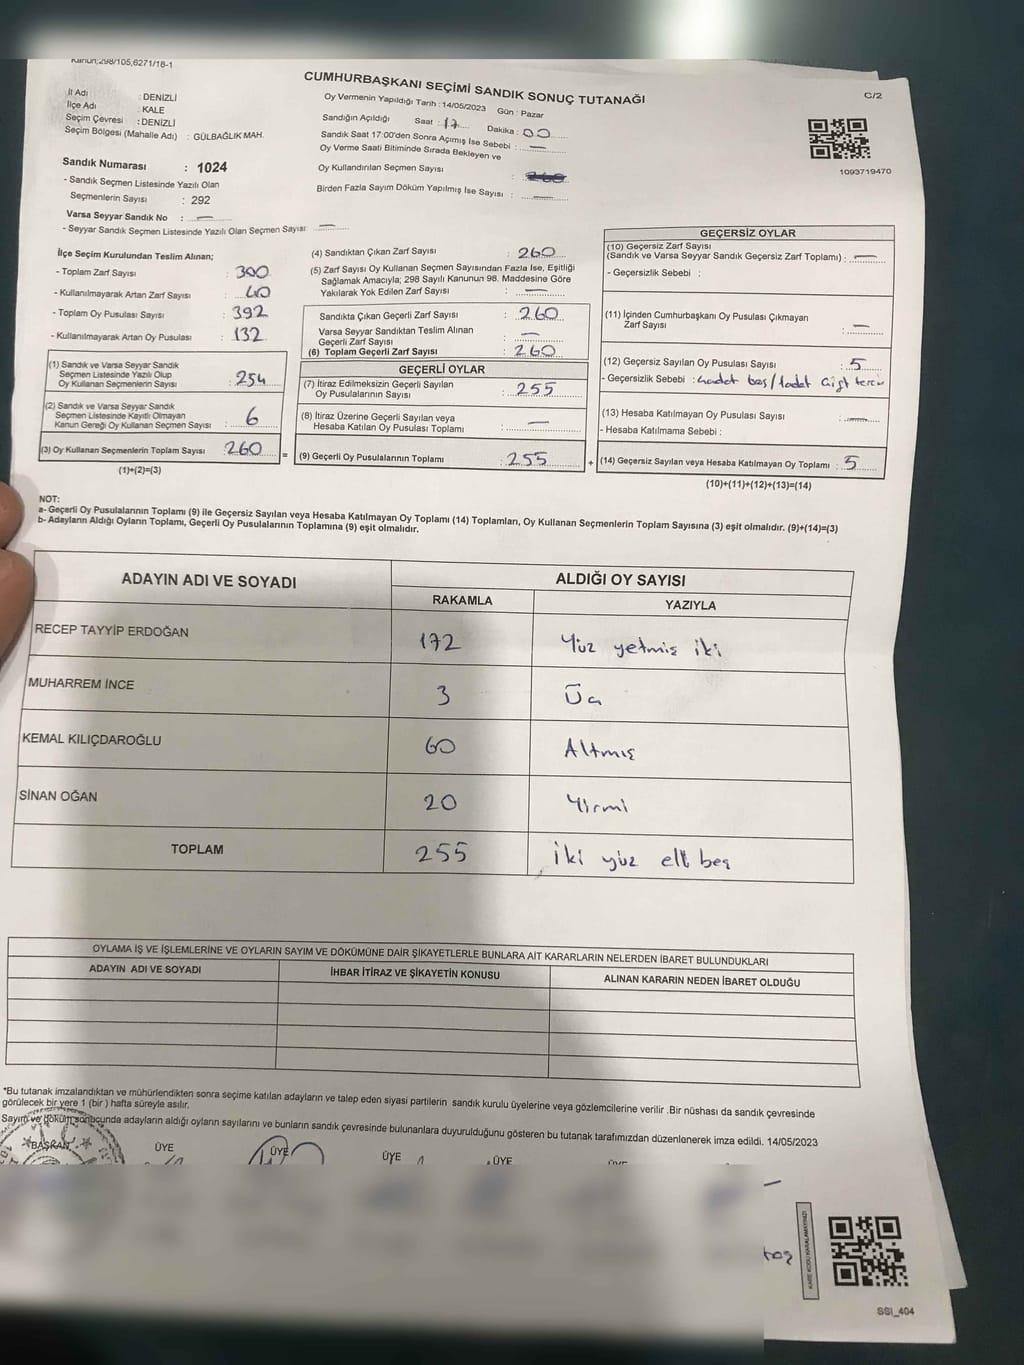 Kanun;298/105,6271/18-1
CUMHURBAŞKANI SEÇİMİ SANDIK SONUÇ TUTANAĞI
C/2
İl Adı : DENİZLİ
İlçe Adı : KALE
Seçim Çevresi : DENİZLİ
Seçim Bölgesi (Mahalle Adı) : GÜLBAĞLIK MAH.
Sandık Numarası : 1024
- Sandık Seçmen Listesinde Yazılı Olan
Seçmenlerin Sayısı : 292
Varsa Seyyar Sandık No : —
- Seyyar Sandık Seçmen Listesinde Yazılı Olan Seçmen Sayısı: —
Oy Vermenin Yapıldığı Tarih :14/05/2023 Gün : Pazar
Sandığın Açıldığı Saat : 17 Dakika : 00
Sandık Saat 17:00'den Sonra Açımış İse Sebebi : —
Oy Verme Saati Bitiminde Sırada Bekleyen ve
Oy Kullandırılan Seçmen Sayısı :
Birden Fazla Sayım Döküm Yapılmış İse Sayısı : —
1093719470
İlçe Seçim Kurulundan Teslim Alınan;
- Toplam Zarf Sayısı : 300
- Kullanılmayarak Artan Zarf Sayısı : 40
- Toplam Oy Pusulası Sayısı : 392
- Kullanılmayarak Artan Oy Pusulası : 132
(1) Sandık ve Varsa Seyyar Sandık
Seçmen Listesinde Yazılı Olup
Oy Kullanan Seçmenlerin Sayısı : 254
(2) Sandık ve Varsa Seyyar Sandık
Seçmen Listesinde Kayıtlı Olmayan
Kanun Gereği Oy Kullanan Seçmen Sayısı : 6
(3) Oy Kullanan Seçmenlerin Toplam Sayısı : 260
(1)+(2)=(3)
(4) Sandıktan Çıkan Zarf Sayısı : 260
(5) Zarf Sayısı Oy Kullanan Seçmen Sayısından Fazla İse, Eşitliği
Sağlamak Amacıyla; 298 Sayılı Kanunun 98. Maddesine Göre
Yakılarak Yok Edilen Zarf Sayısı : —
Sandıkta Çıkan Geçerli Zarf Sayısı : 260
Varsa Seyyar Sandıktan Teslim Alınan
Geçerli Zarf Sayısı : —
(6) Toplam Geçerli Zarf Sayısı : 260
GEÇERLİ OYLAR
(7) İtiraz Edilmeksizin Geçerli Sayılan
Oy Pusulalarının Sayısı : 255
(8) İtiraz Üzerine Geçerli Sayılan veya
Hesaba Katılan Oy Pusulası Toplamı : —
= (9) Geçerli Oy Pusulalarının Toplamı : 255
GEÇERSİZ OYLAR
(10) Geçersiz Zarf Sayısı
(Sandık ve Varsa Seyyar Sandık Geçersiz Zarf Toplamı) : —
- Geçersizlik Sebebi :
(11) İçinden Cumhurbaşkanı Oy Pusulası Çıkmayan
Zarf Sayısı : —
(12) Geçersiz Sayılan Oy Pusulası Sayısı : 5
- Geçersizlik Sebebi :
(13) Hesaba Katılmayan Oy Pusulası Sayısı : —
- Hesaba Katılmama Sebebi :
+ (14) Geçersiz Sayılan veya Hesaba Katılmayan Oy Toplamı : 5
(10)+(11)+(12)+(13)=(14)
NOT:
a- Geçerli Oy Pusulalarının Toplamı (9) ile Geçersiz Sayılan veya Hesaba Katılmayan Oy Toplamı (14) Toplamları, Oy Kullanan Seçmenlerin Toplam Sayısına (3) eşit olmalıdır. (9)+(14)=(3)
b- Adayların Aldığı Oyların Toplamı, Geçerli Oy Pusulalarının Toplamına (9) eşit olmalıdır.
ADAYIN ADI VE SOYADI ALDIĞI OY SAYISI
RAKAMLA YAZIYLA
RECEP TAYYİP ERDOĞAN 172 Yüz yetmiş iki
MUHARREM İNCE 3 Üç
KEMAL KILIÇDAROĞLU 60 Altmış
SİNAN OĞAN 20 Yirmi
TOPLAM 255 İki yüz elli beş
OYLAMA İŞ VE İŞLEMLERİNE VE OYLARIN SAYIM VE DÖKÜMÜNE DAİR ŞİKAYETLERLE BUNLARA AİT KARARLARIN NELERDEN İBARET BULUNDUKLARI
ADAYIN ADI VE SOYADI İHBAR İTİRAZ VE ŞİKAYETİN KONUSU ALINAN KARARIN NEDEN İBARET OLDUĞU
*Bu tutanak imzalandıktan ve mühürlendikten sonra seçime katılan adayların ve talep eden siyasi partilerin sandık kurulu üyelerine veya gözlemcilerine verilir .Bir nüshası da sandık çevresinde
görülecek bir yere 1 (bir ) hafta süreyle asılır.
Sayım ve döküm sonucunda adayların aldığı oyların sayılarını ve bunların sandık çevresinde bulunanlara duyurulduğunu gösteren bu tutanak tarafımızdan düzenlenerek imza edildi. 14/05/2023
BAŞKAN ÜYE ÜYE ÜYE ÜYE
KARE KODU KARALAMAYINIZ!
SSI_404